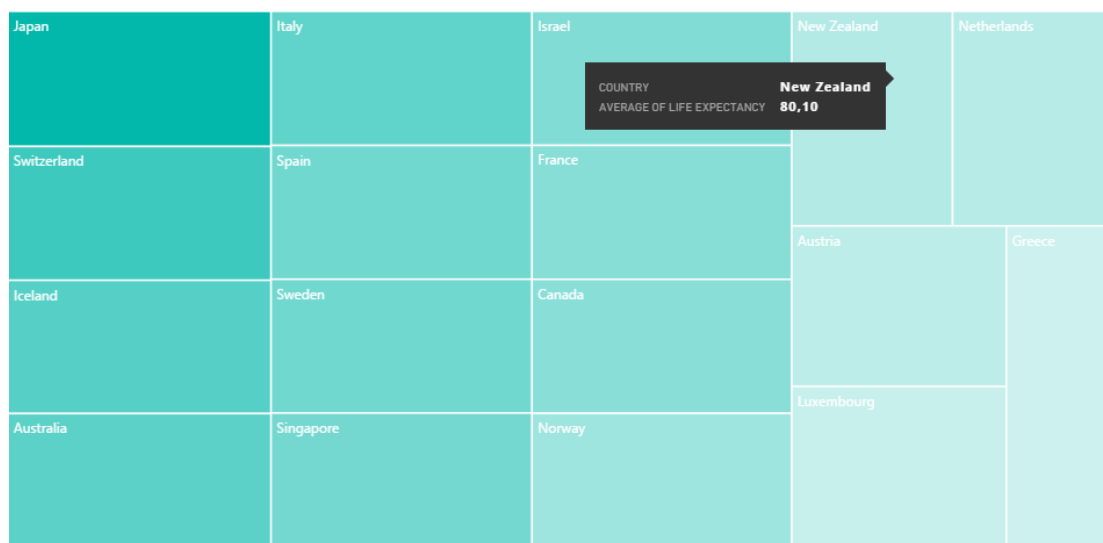 Japan
Italy
Israel
New Zealand
Netherlands
COUNTRY New Zealand
AVERAGE OF LIFE EXPECTANCY 80,10
Switzerland
Spain
France
Austria
Greece
Iceland
Sweden
Canada
Luxembourg
Australia
Singapore
Norway